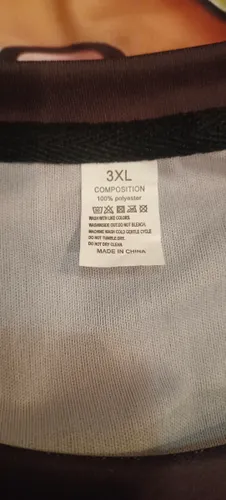 3XL
COMPOSITION
100% polyester
WASH WITH LIKE COLORS.
WASH INSIDE OUT.DO NOT BLEACH.
MACHINE WASH COLD GENTLE CYCLE
DO NOT TUMBLE DRY.
DO NOT DRY CLEAN.
MADE IN CHINA